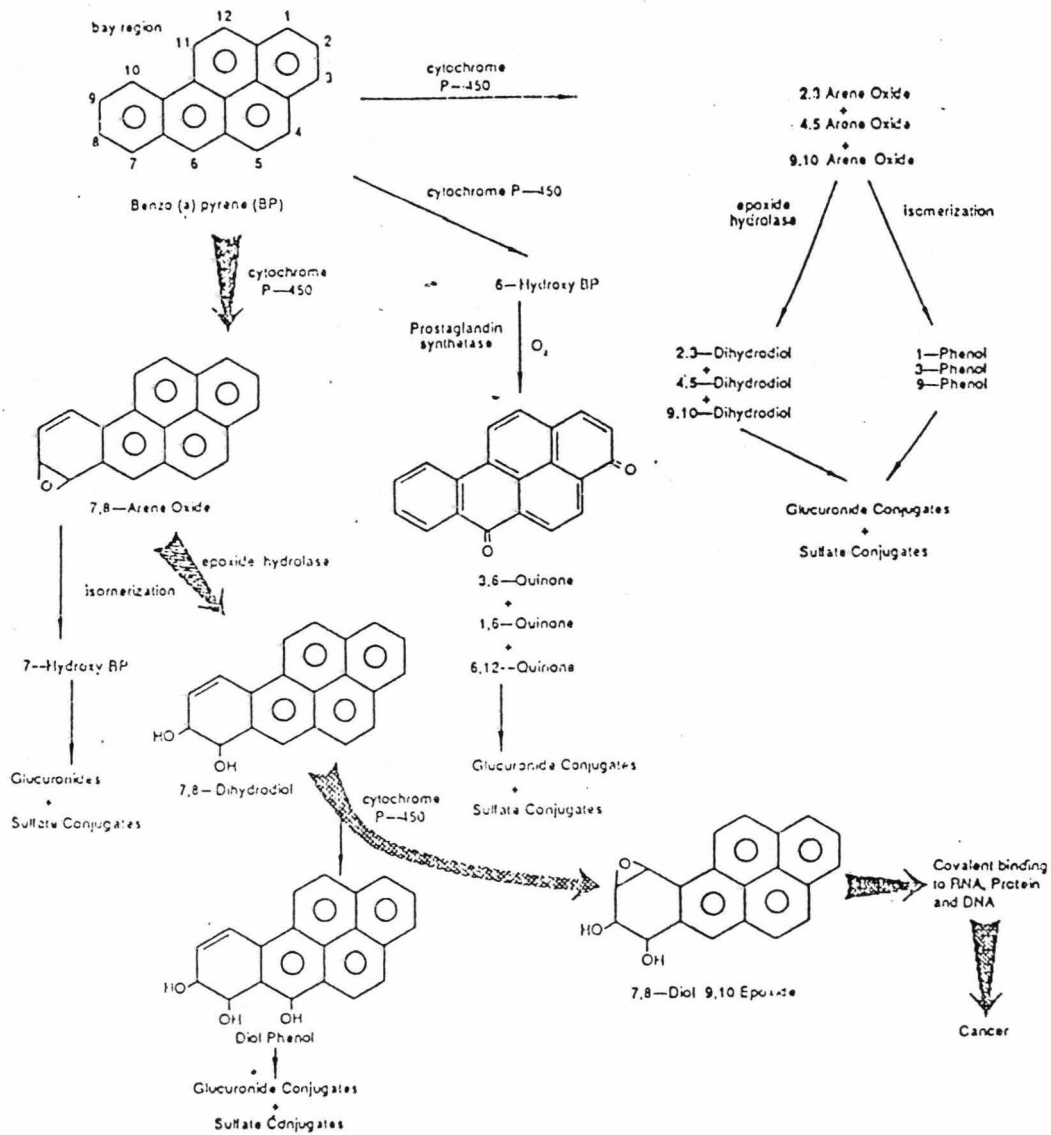 bay region
12
1
11
2
10
3
9
8
4
7
6
5
Benzo (a) pyrene (BP)
cytochrome
P—450
2.3 Arene Oxide
+
4.5 Arone Oxide
+
9,10 Arene Oxide
cytochrome P—450
epoxide
hydrolase
isomerization
cytochrome
P—450
6—Hydroxy BP
Prostaglandin
synthetase
O₂
2.3—Dihydrodiol
+
4.5—Dihydrodiol
+
9,10—Dihydrodiol
1—Phenol
3—Phenol
9—Phenol
O
7,8—Arene Oxide
O
O
Glucuronide Conjugates
+
Sulfate Conjugates
epoxide hydrolase
isomerization
3,6—Quinone
+
1,6—Quinone
+
6,12--Quinone
7--Hydroxy BP
HO
OH
7,8—Dihydrodiol
Glucuronides
+
Sulfate Conjugates
Glucuronide Conjugates
+
Sulfate Conjugates
cytochrome
P—450
O
HO
OH
7,8—Diol 9,10 Epoxide
Covalent binding
to RNA, Protein
and DNA
Cancer
HO
OH
OH
Diol Phenol
Glucuronide Conjugates
+
Sulfate Conjugates